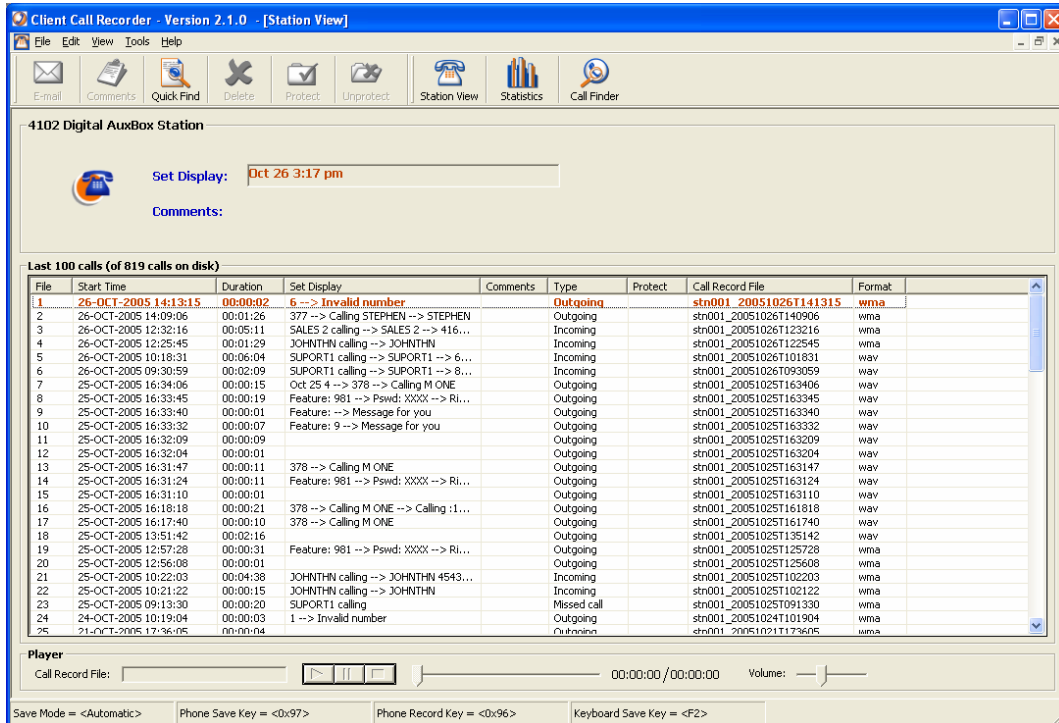 Client Call Recorder - Version 2.1.0 - [Station View]
File Edit View Tools Help
E-mail Comments Quick Find Delete Protect Unprotect Station View Statistics Call Finder
4102 Digital AuxBox Station
Set Display: Oct 26 3:17 pm
Comments:
Last 100 calls (of 819 calls on disk)
File Start Time Duration Set Display Comments Type Protect Call Record File Format
1 26-OCT-2005 14:13:15 00:00:02 6 --> Invalid number Outgoing stn001_20051026T141315 wma
2 26-OCT-2005 14:09:06 00:01:26 377 --> Calling STEPHEN --> STEPHEN Outgoing stn001_20051026T140906 wma
3 26-OCT-2005 12:32:16 00:05:11 SALES 2 calling --> SALES 2 --> 416... Incoming stn001_20051026T123216 wma
4 26-OCT-2005 12:25:45 00:01:29 JOHNTHN calling --> JOHNTHN Incoming stn001_20051026T122545 wma
5 26-OCT-2005 10:18:31 00:06:04 SUPORT1 calling --> SUPORT1 --> 6... Incoming stn001_20051026T101831 wav
6 26-OCT-2005 09:30:59 00:02:09 SUPORT1 calling --> SUPORT1 --> 8... Incoming stn001_20051026T093059 wav
7 25-OCT-2005 16:34:06 00:00:15 Oct 25 4 --> 378 --> Calling M ONE Outgoing stn001_20051025T163406 wav
8 25-OCT-2005 16:33:45 00:00:19 Feature: 981 --> Pswd: XXXX --> Ri... Outgoing stn001_20051025T163345 wav
9 25-OCT-2005 16:33:40 00:00:01 Feature: --> Message for you Outgoing stn001_20051025T163340 wav
10 25-OCT-2005 16:33:32 00:00:07 Feature: 9 --> Message for you Outgoing stn001_20051025T163332 wav
11 25-OCT-2005 16:32:09 00:00:09 Outgoing stn001_20051025T163209 wav
12 25-OCT-2005 16:32:04 00:00:01 Outgoing stn001_20051025T163204 wav
13 25-OCT-2005 16:31:47 00:00:11 378 --> Calling M ONE Outgoing stn001_20051025T163147 wav
14 25-OCT-2005 16:31:24 00:00:11 Feature: 981 --> Pswd: XXXX --> Ri... Outgoing stn001_20051025T163124 wav
15 25-OCT-2005 16:31:10 00:00:01 Outgoing stn001_20051025T163110 wav
16 25-OCT-2005 16:18:18 00:00:21 378 --> Calling M ONE --> Calling :1... Outgoing stn001_20051025T161818 wav
17 25-OCT-2005 16:17:40 00:00:10 378 --> Calling M ONE Outgoing stn001_20051025T161740 wav
18 25-OCT-2005 13:51:42 00:02:16 Outgoing stn001_20051025T135142 wav
19 25-OCT-2005 12:57:28 00:00:31 Feature: 981 --> Pswd: XXXX --> Ri... Outgoing stn001_20051025T125728 wma
20 25-OCT-2005 12:56:08 00:00:01 Outgoing stn001_20051025T125608 wma
21 25-OCT-2005 10:22:03 00:04:38 JOHNTHN calling --> JOHNTHN 4543... Incoming stn001_20051025T102203 wma
22 25-OCT-2005 10:21:22 00:00:15 JOHNTHN calling --> JOHNTHN Incoming stn001_20051025T102122 wma
23 25-OCT-2005 09:13:30 00:00:20 SUPORT1 calling Missed call stn001_20051025T091330 wma
24 24-OCT-2005 10:19:04 00:00:03 1 --> Invalid number Outgoing stn001_20051024T101904 wma
25 21-OCT-2005 17:36:05 00:00:04 Outgoing stn001_20051021T173605 wma
Player
Call Record File: 00:00:00 / 00:00:00 Volume:
Save Mode = <Automatic> Phone Save Key = <0x97> Phone Record Key = <0x96> Keyboard Save Key = <F2>